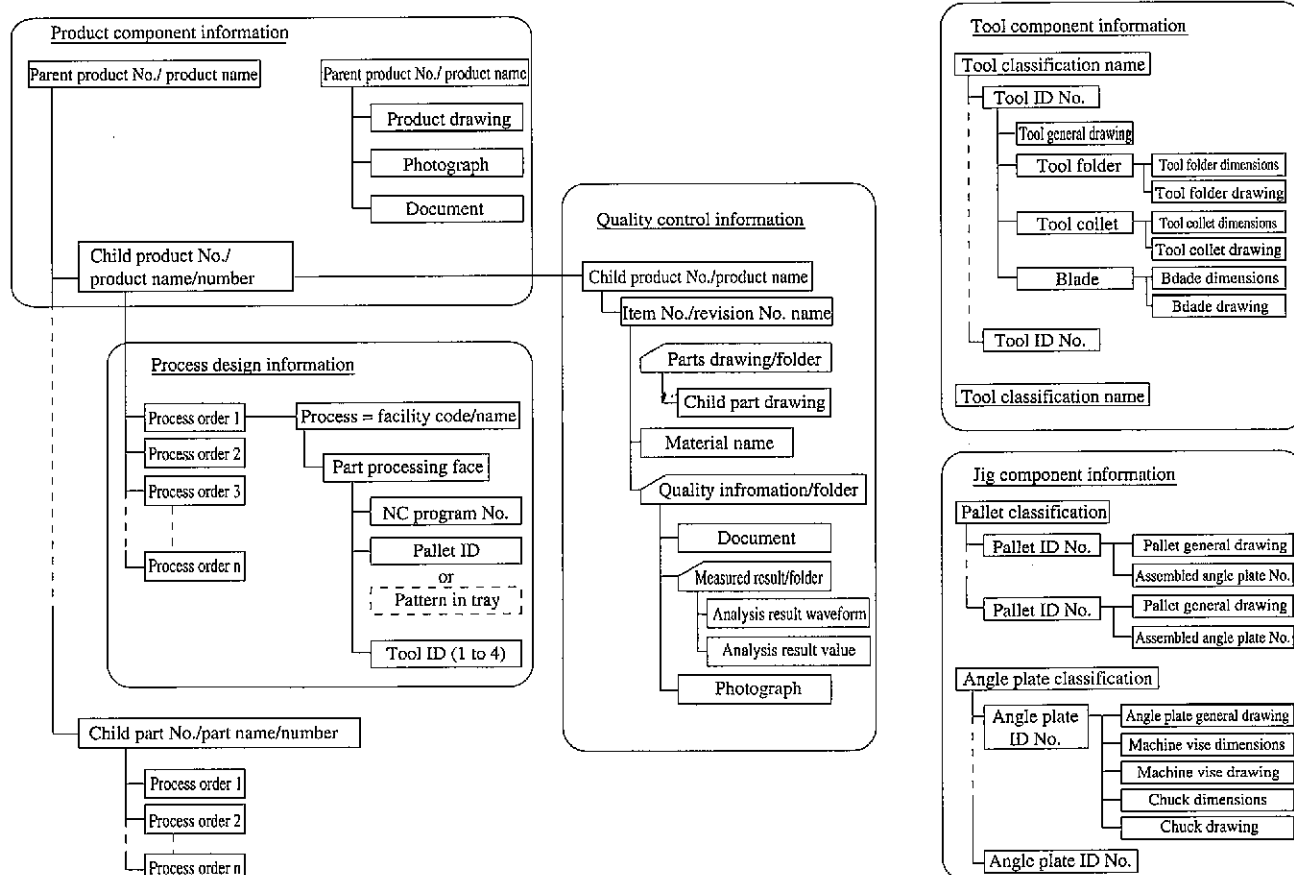 Product component information
Parent product No./ product name
Parent product No./ product name
Product drawing
Photograph
Document
Child product No./
product name/number
Process design information
Process order 1
Process = facility code/name
Process order 2
Part processing face
Process order 3
NC program No.
Pallet ID
or
Process order n
Pattern in tray
Tool ID (1 to 4)
Child part No./part name/number
Process order 1
Process order 2
Process order n
Quality control information
Child product No./product name
Item No./revision No. name
Parts drawing/folder
Child part drawing
Material name
Quality infromation/folder
Document
Measured result/folder
Analysis result waveform
Analysis result value
Photograph
Tool component information
Tool classification name
Tool ID No.
Tool general drawing
Tool folder
Tool folder dimensions
Tool folder drawing
Tool collet
Tool collet dimensions
Tool collet drawing
Blade
Bdade dimensions
Bdade drawing
Tool ID No.
Tool classification name
Jig component information
Pallet classification
Pallet ID No.
Pallet general drawing
Assembled angle plate No.
Pallet ID No.
Pallet general drawing
Assembled angle plate No.
Angle plate classification
Angle plate
ID No.
Angle plate general drawing
Machine vise dimensions
Machine vise drawing
Chuck dimensions
Chuck drawing
Angle plate ID No.